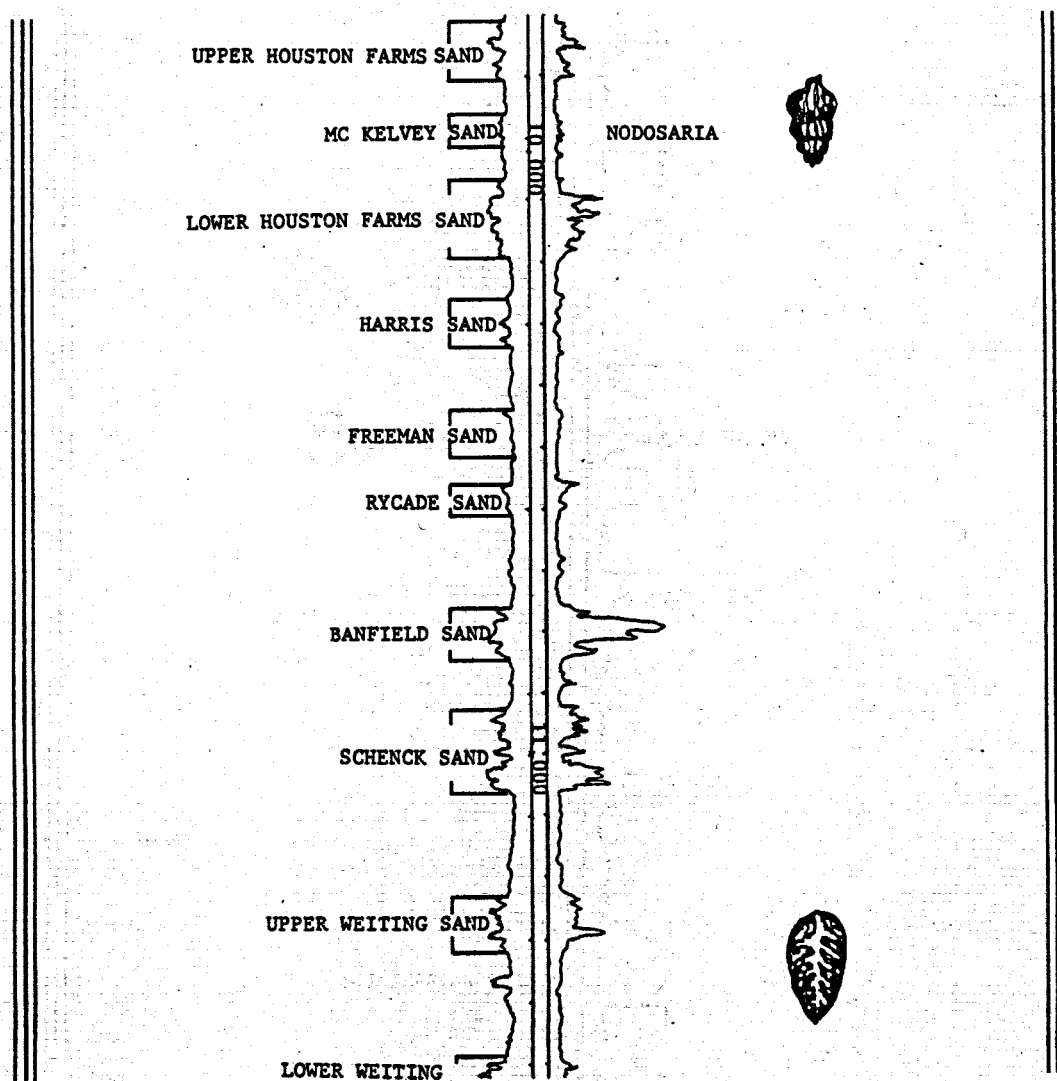 UPPER HOUSTON FARMS SAND
MC KELVEY SAND
NODOSARIA
LOWER HOUSTON FARMS SAND
HARRIS SAND
FREEMAN SAND
RYCADE SAND
BANFIELD SAND
SCHENCK SAND
UPPER WEITING SAND
LOWER WEITING